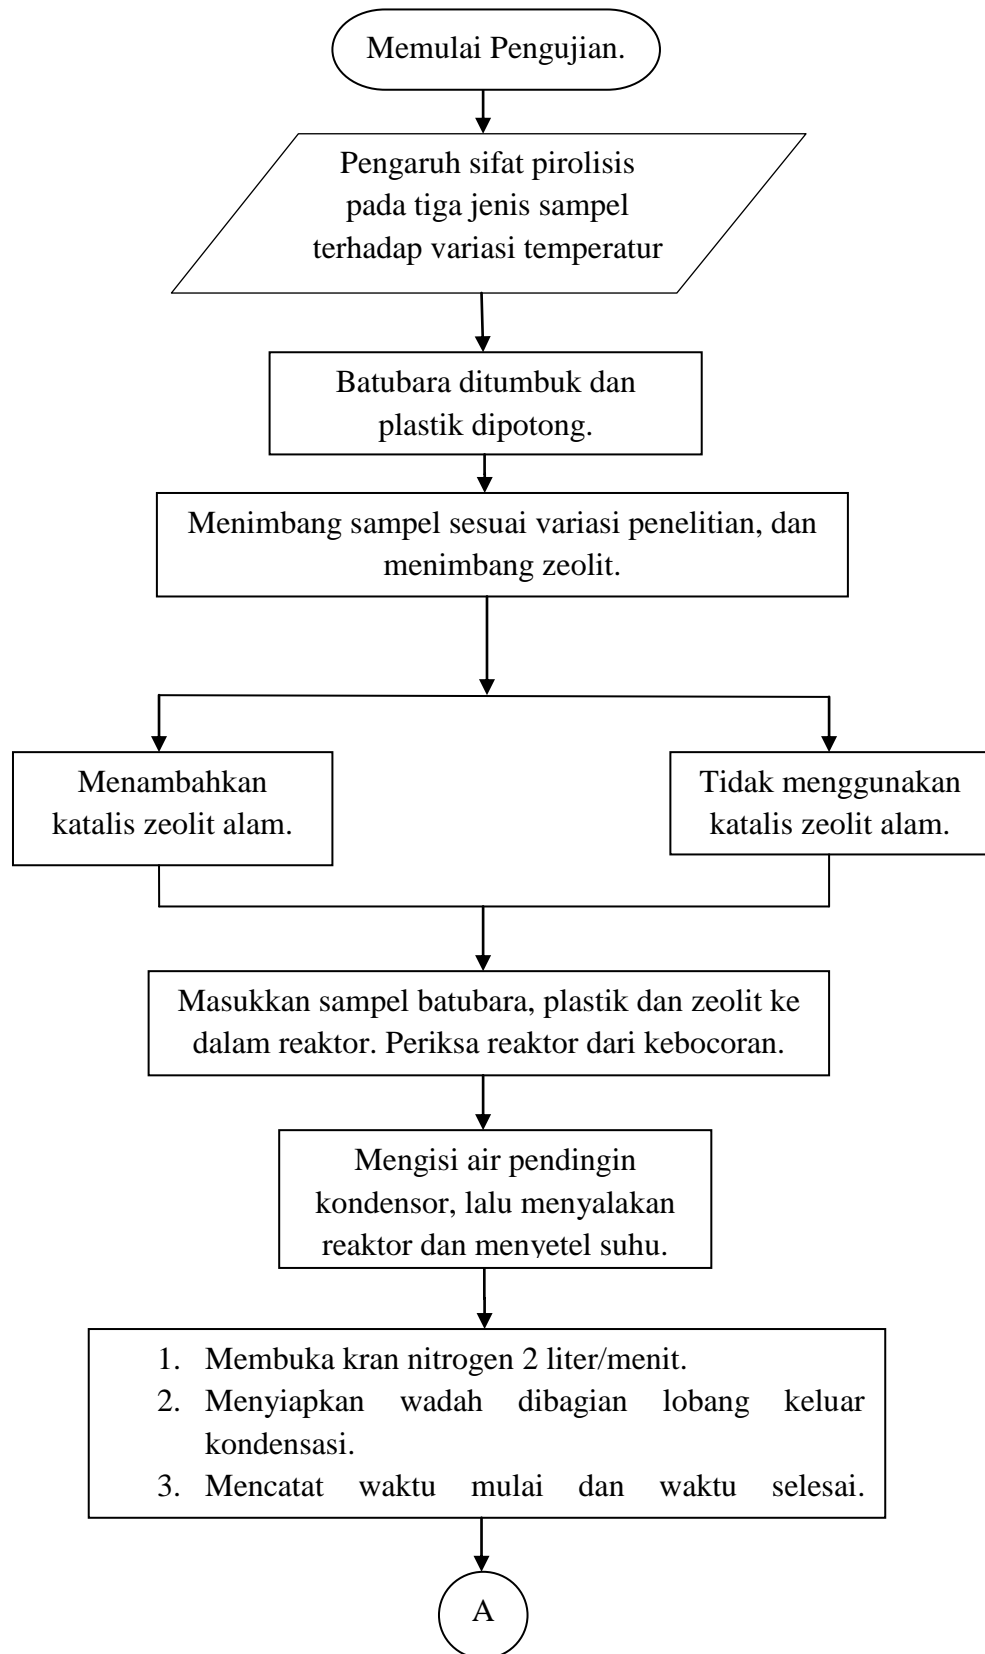 Memulai Pengujian.
Pengaruh sifat pirolisis
pada tiga jenis sampel
terhadap variasi temperatur
Batubara ditumbuk dan
plastik dipotong.
Menimbang sampel sesuai variasi penelitian, dan
menimbang zeolit.
Menambahkan
katalis zeolit alam.
Tidak menggunakan
katalis zeolit alam.
Masukkan sampel batubara, plastik dan zeolit ke
dalam reaktor. Periksa reaktor dari kebocoran.
Mengisi air pendingin
kondensor, lalu menyalakan
reaktor dan menyetel suhu.
1. Membuka kran nitrogen 2 liter/menit.
2. Menyiapkan wadah dibagian lobang keluar
kondensasi.
3. Mencatat waktu mulai dan waktu selesai.
A